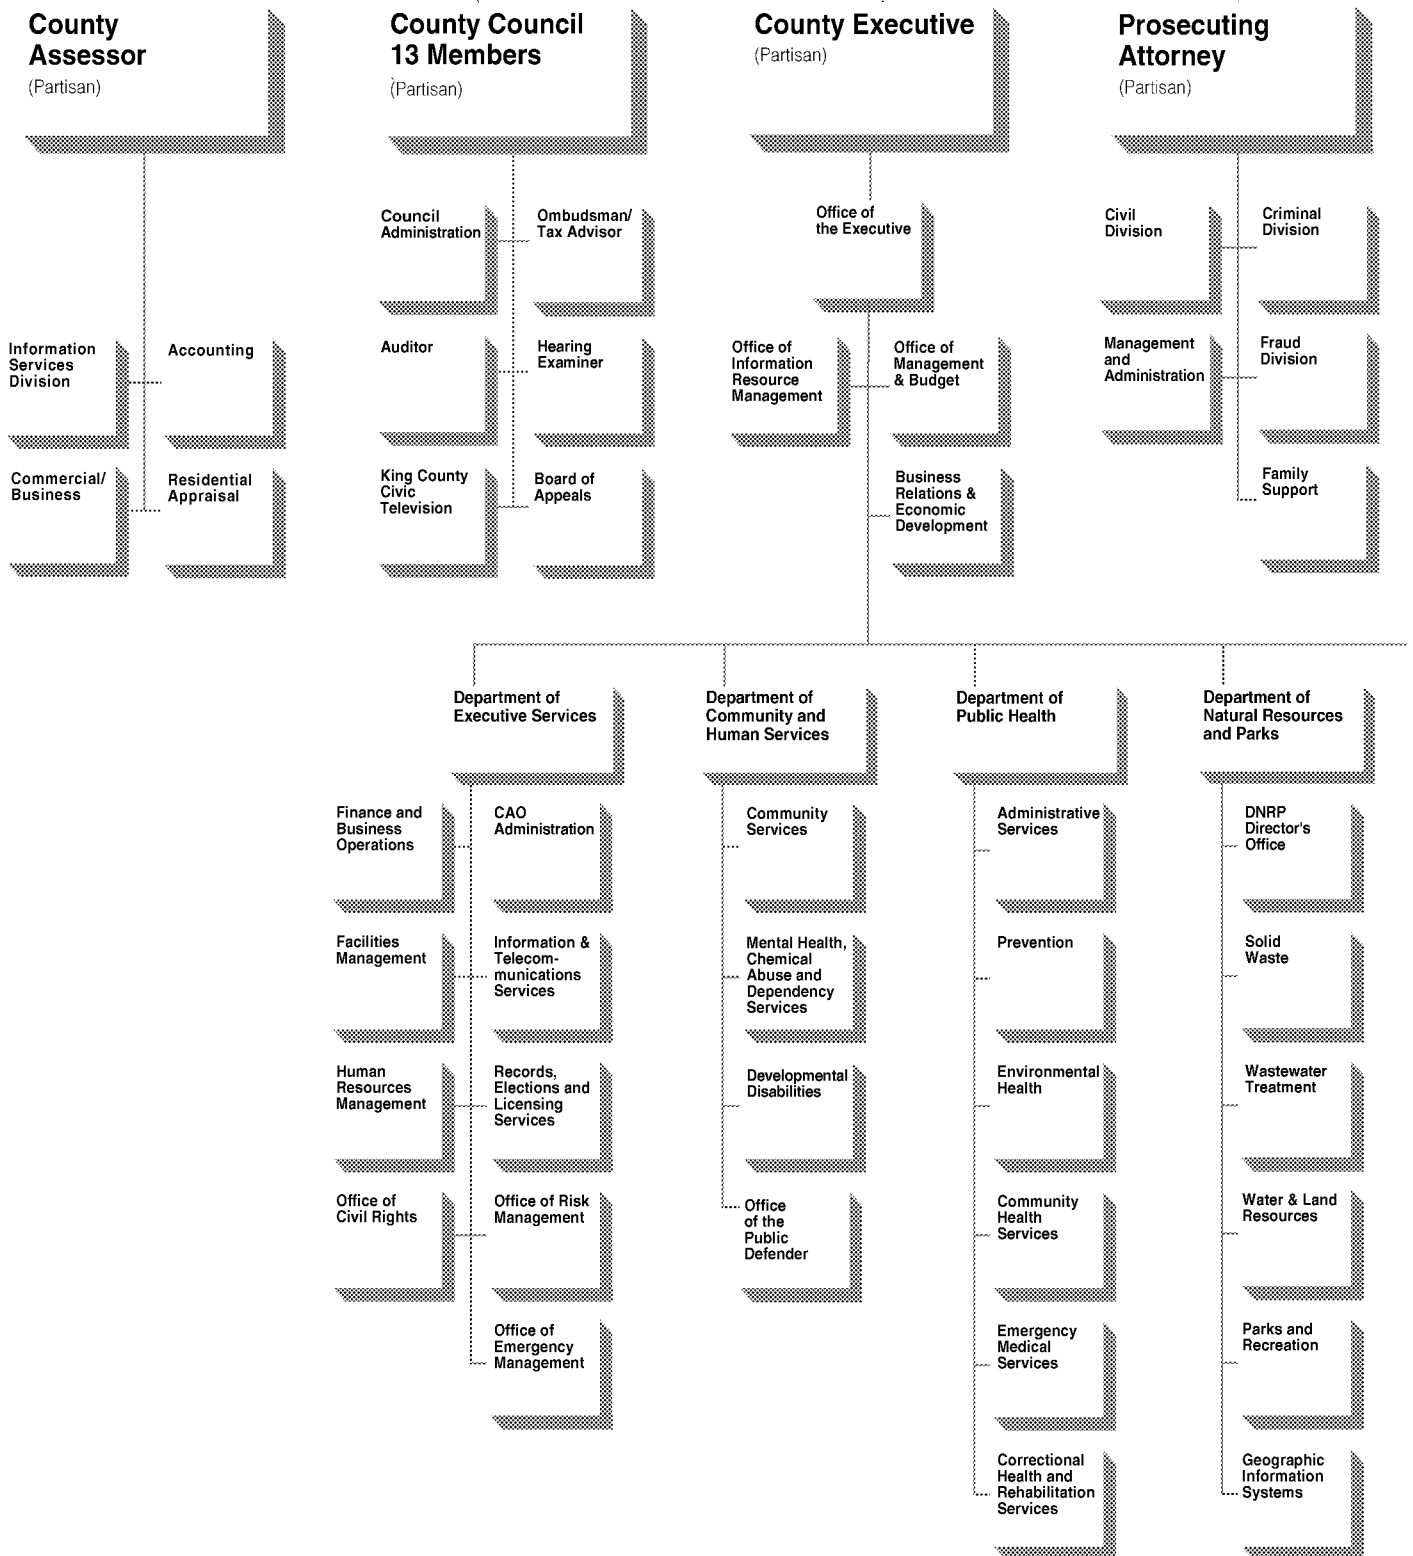 County
Assessor
(Partisan)
County Council
13 Members
(Partisan)
County Executive
(Partisan)
Prosecuting
Attorney
(Partisan)
Information
Services
Division
Accounting
Commercial/
Business
Residential
Appraisal
Council
Administration
Ombudsman/
Tax Advisor
Auditor
Hearing
Examiner
King County
Civic
Television
Board of
Appeals
Office of
the Executive
Office of
Information
Resource
Management
Office of
Management
& Budget
Business
Relations &
Economic
Development
Civil
Division
Criminal
Division
Management
and
Administration
Fraud
Division
Family
Support
Department of
Executive Services
Finance and
Business
Operations
CAO
Administration
Facilities
Management
Information &
Telecom-
munications
Services
Human
Resources
Management
Records,
Elections and
Licensing
Services
Office of
Civil Rights
Office of Risk
Management
Office of
Emergency
Management
Department of
Community and
Human Services
Community
Services
Mental Health,
Chemical
Abuse and
Dependency
Services
Developmental
Disabilities
Office
of the
Public
Defender
Department of
Public Health
Administrative
Services
Prevention
Environmental
Health
Community
Health
Services
Emergency
Medical
Services
Correctional
Health and
Rehabilitation
Services
Department of
Natural Resources
and Parks
DNRP
Director's
Office
Solid
Waste
Wastewater
Treatment
Water & Land
Resources
Parks and
Recreation
Geographic
Information
Systems